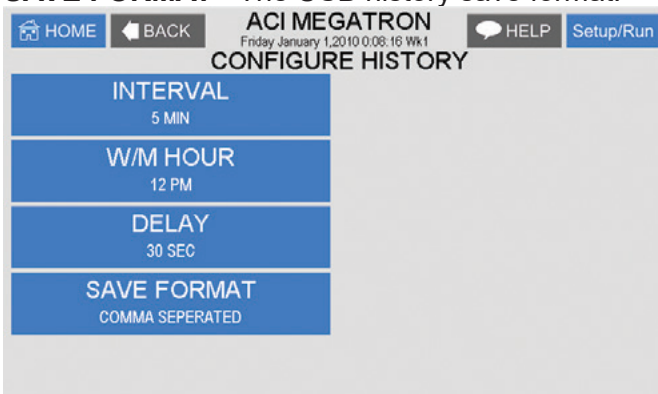 HOME BACK ACI MEGATRON HELP Setup/Run
Friday January 1,2010 0:08:16 Wk1
CONFIGURE HISTORY
INTERVAL
5 MIN
W/M HOUR
12 PM
DELAY
30 SEC
SAVE FORMAT
COMMA SEPERATED